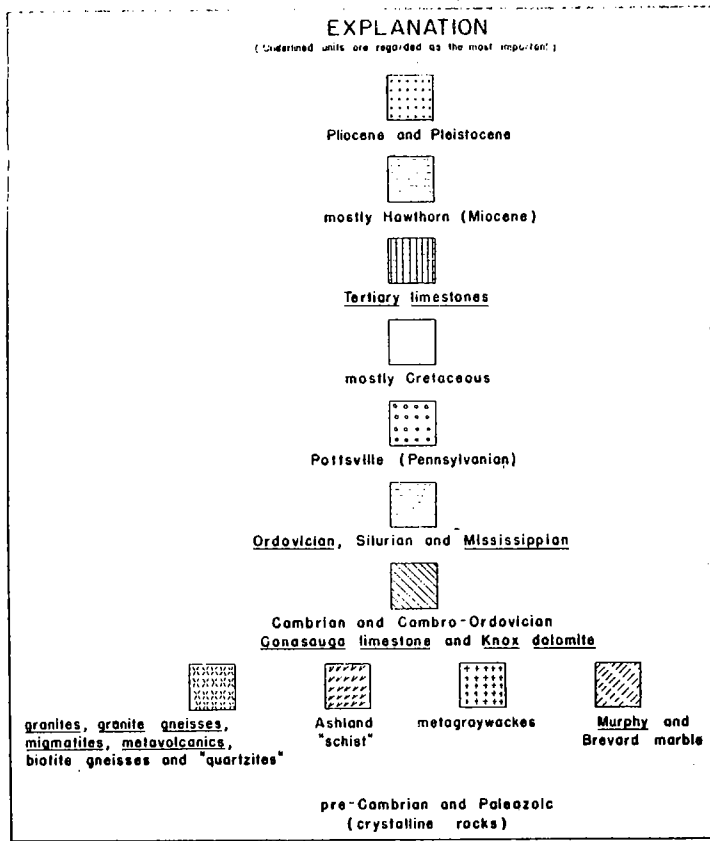 EXPLANATION
(Underlined units are regarded as the most important)
Pliocene and Pleistocene
mostly Hawthorn (Miocene)
Tertiary limestones
mostly Cretaceous
Pottsville (Pennsylvanian)
Ordovician, Silurian and Mississippian
Cambrian and Cambro-Ordovician
Conasauga limestone and Knox dolomite
granites, granite gneisses,
migmatites, metavolcanics,
biotite gneisses and "quartzites"
Ashland
"schist"
metagraywackes
Murphy and
Brevard marble
pre-Cambrian and Paleozoic
(crystalline rocks)